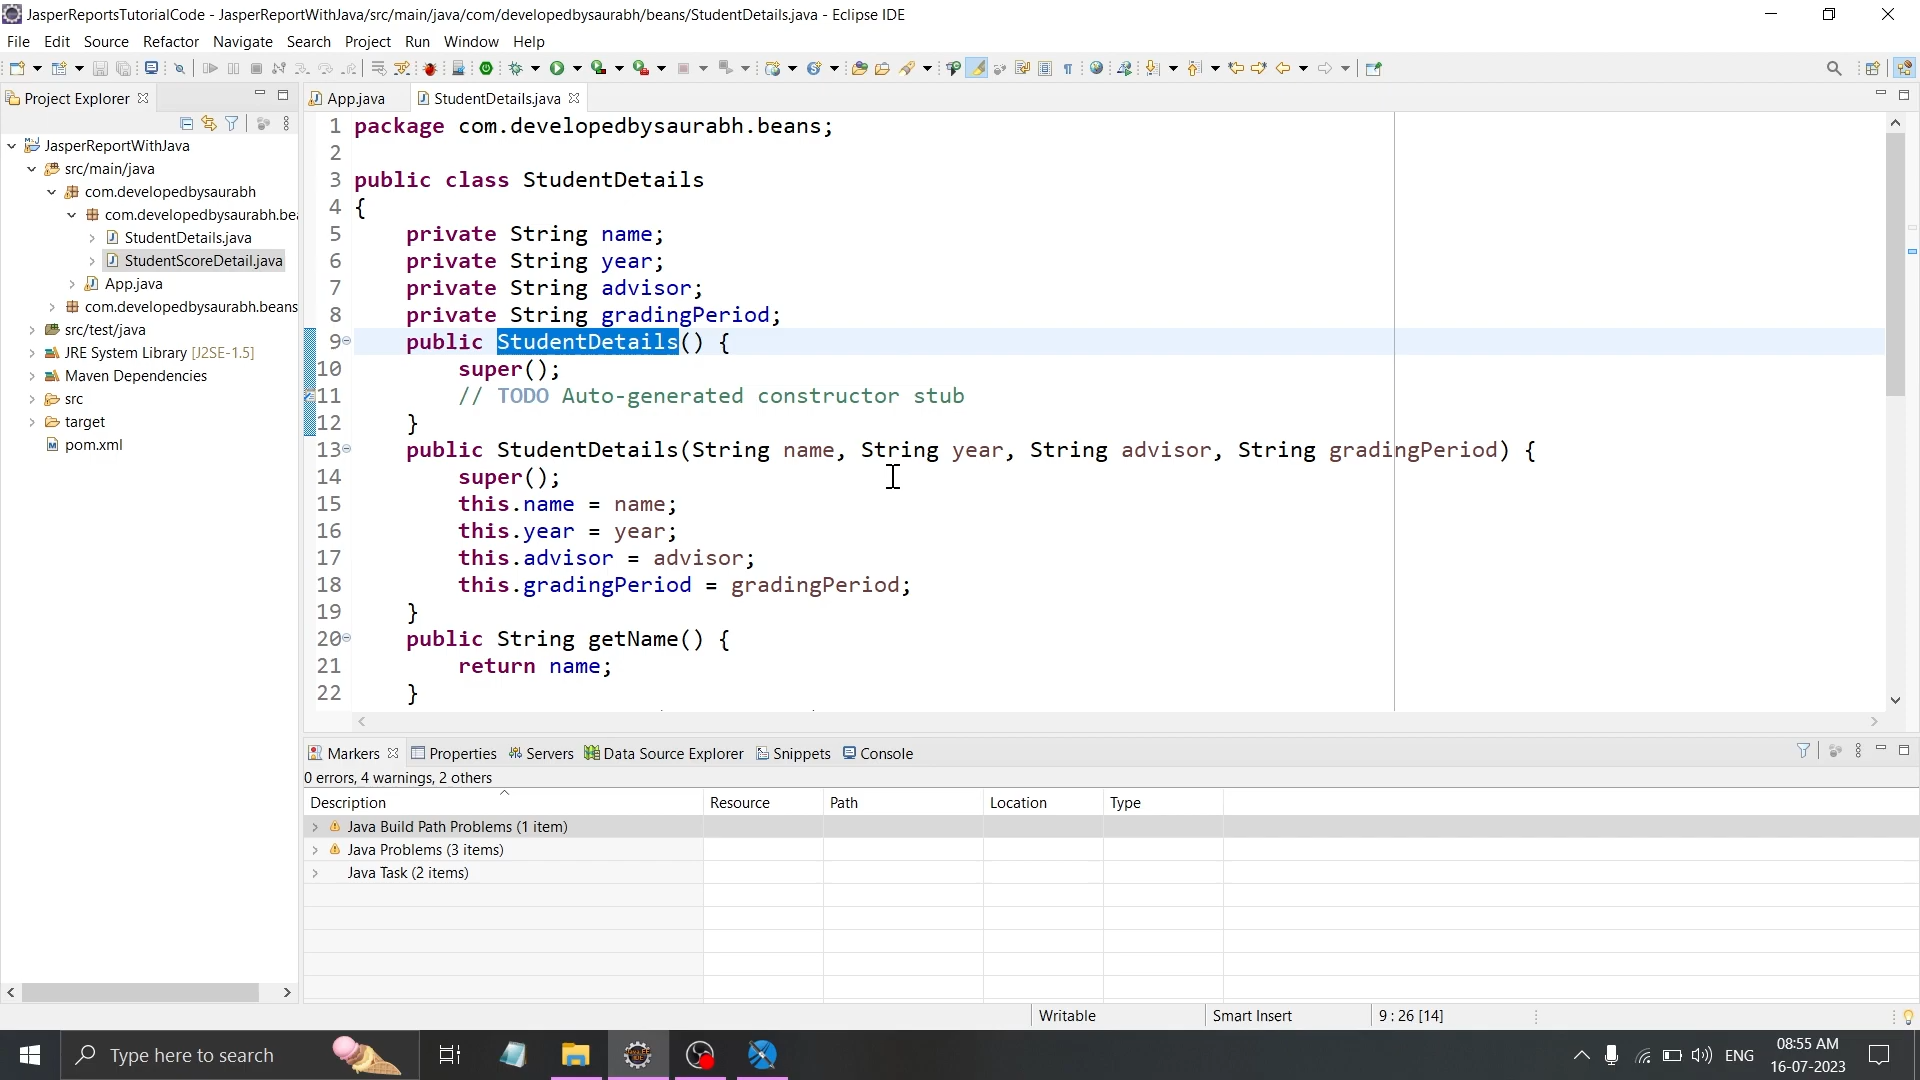 JasperReportsTutorialCode - JasperReportWithJava/src/main/java/com/developedbysaurabh/beans/StudentDetails.java - Eclipse IDE
File Edit Source Refactor Navigate Search Project Run Window Help
Project Explorer
App.java
StudentDetails.java
JasperReportWithJava
src/main/java
com.developedbysaurabh
com.developedbysaurabh.bea
StudentDetails.java
StudentScoreDetail.java
App.java
com.developedbysaurabh.beans
src/test/java
JRE System Library [J2SE-1.5]
Maven Dependencies
src
target
pom.xml
1 package com.developedbysaurabh.beans;
2
3 public class StudentDetails
4 {
5 private String name;
6 private String year;
7 private String advisor;
8 private String gradingPeriod;
9 public StudentDetails() {
10 super();
11 // TODO Auto-generated constructor stub
12 }
13 public StudentDetails(String name, String year, String advisor, String gradingPeriod) {
14 super();
15 this.name = name;
16 this.year = year;
17 this.advisor = advisor;
18 this.gradingPeriod = gradingPeriod;
19 }
20 public String getName() {
21 return name;
22 }
Markers Properties Servers Data Source Explorer Snippets Console
0 errors, 4 warnings, 2 others
Description Resource Path Location Type
Java Build Path Problems (1 item)
Java Problems (3 items)
Java Task (2 items)
Writable Smart Insert 9 : 26 [14]
Type here to search
ENG
08:55 AM
16-07-2023